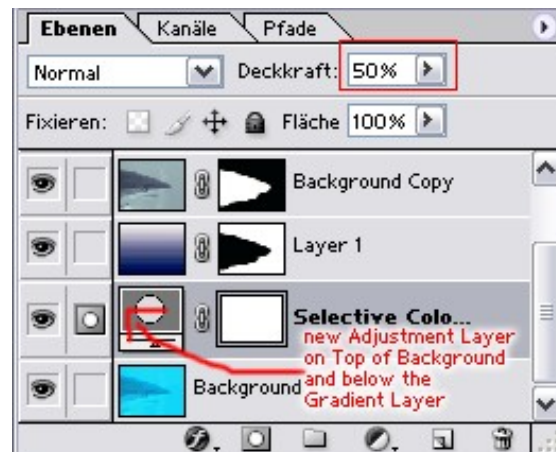 Ebenen Kanäle Pfade
Normal Deckkraft: 50%
Fixieren: Fläche 100%
Background Copy
Layer 1
Selective Colo...
new Adjustment Layer
on Top of Background
and below the
Gradient Layer
Background